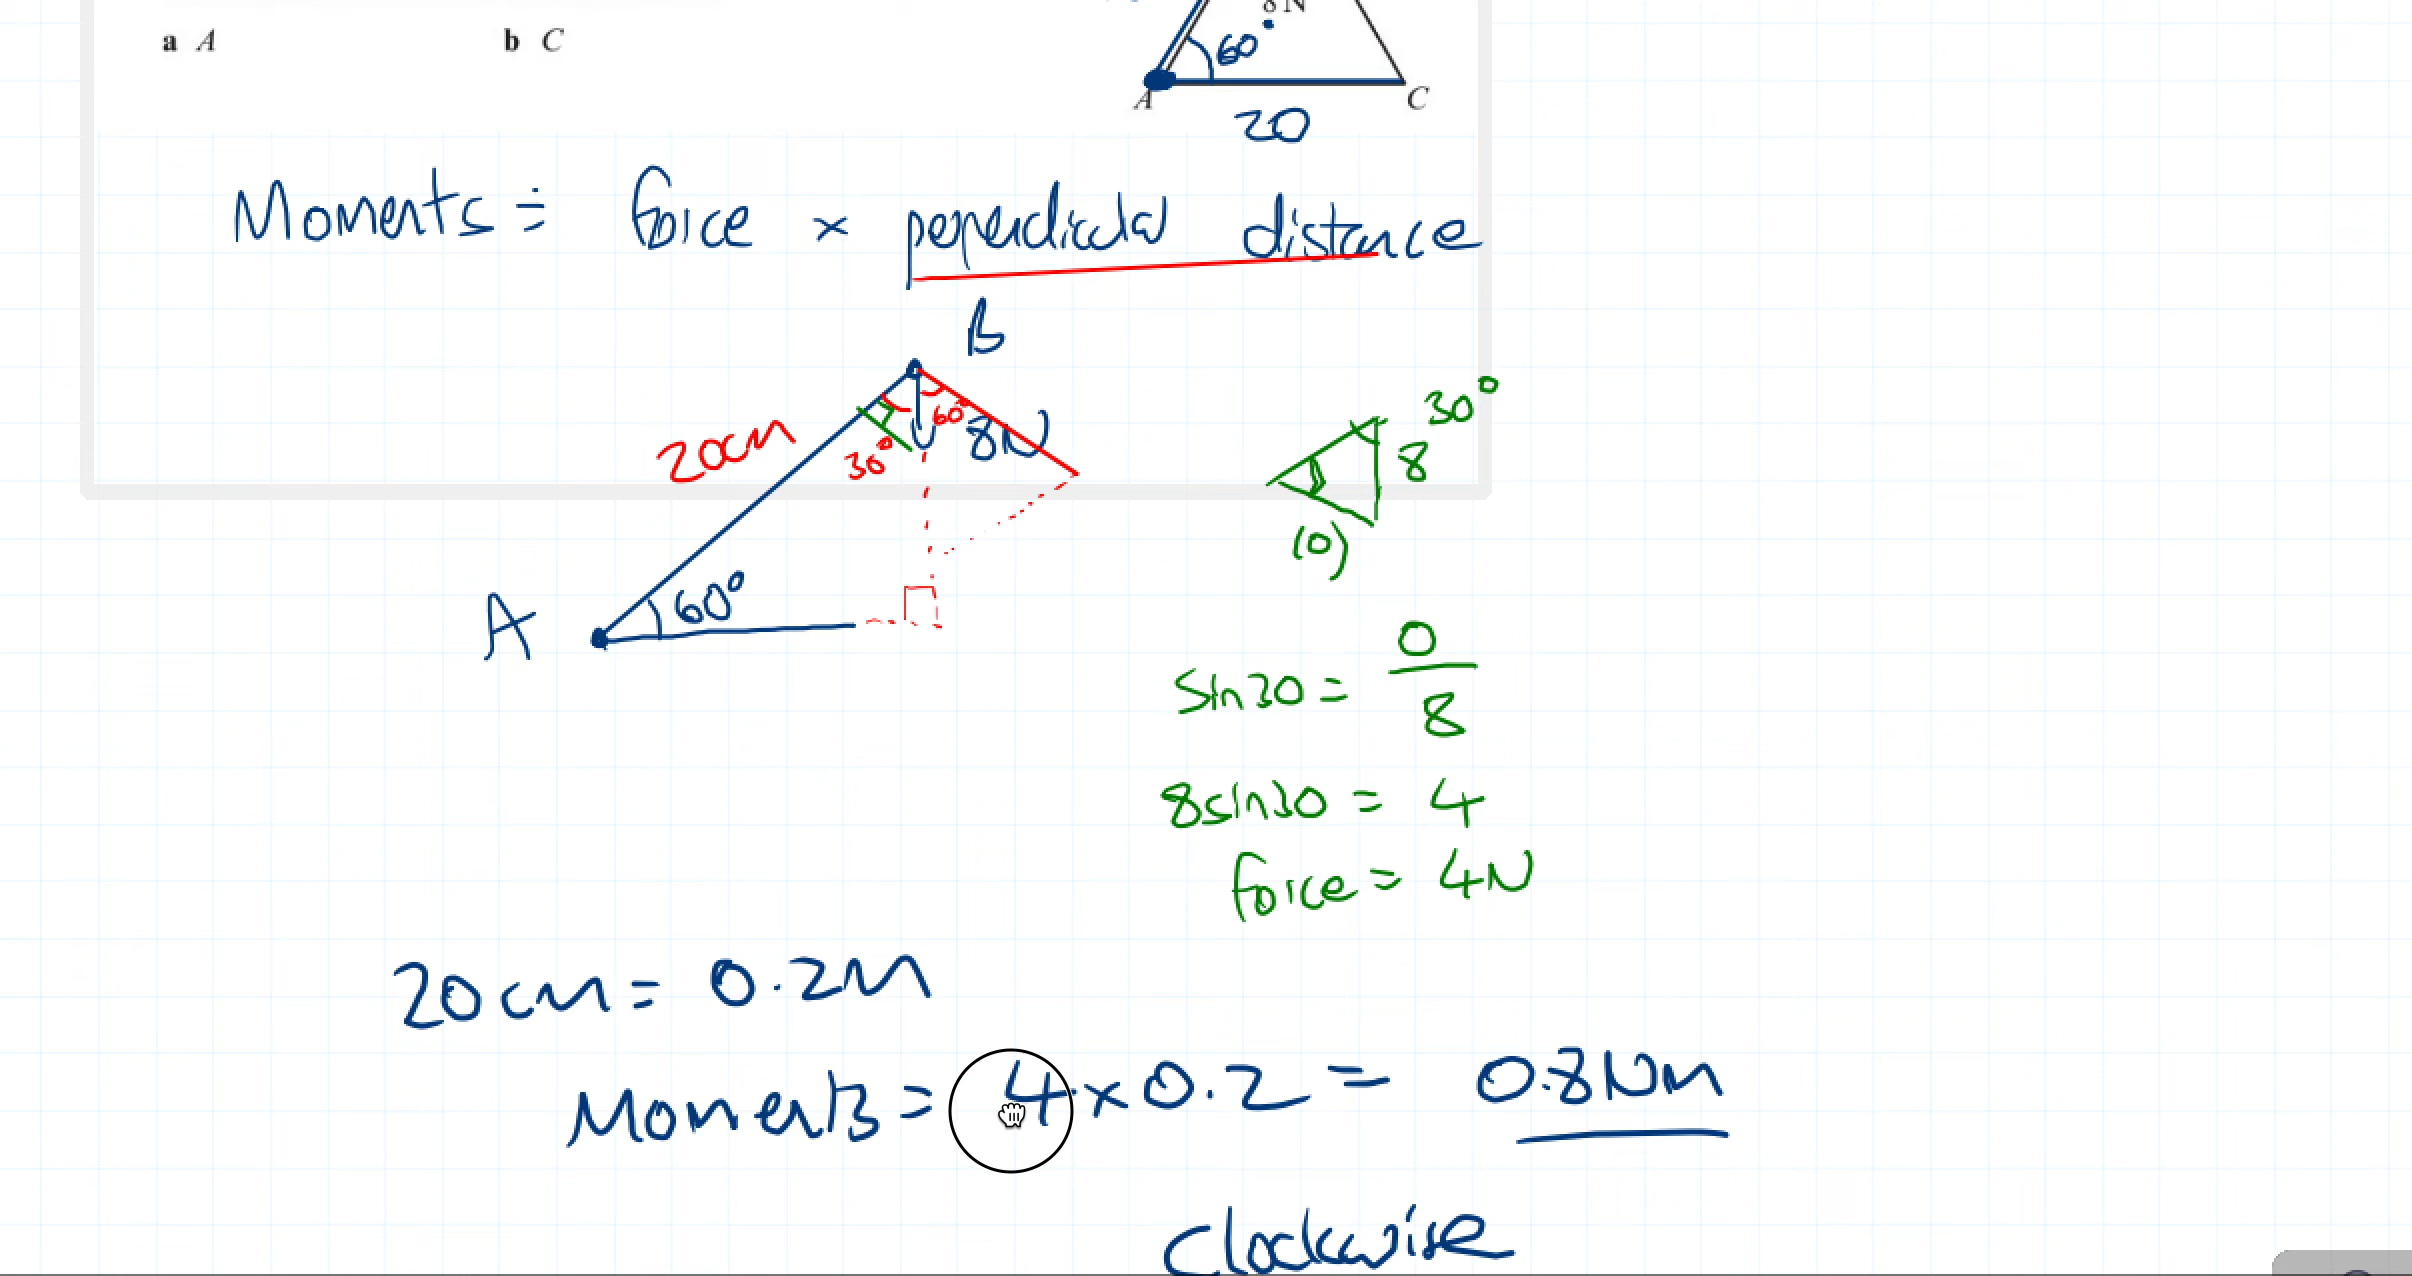 8 N
a A b C
60°
A C
20
Moments = force × perpendicular distance
B
20cm 30° 60° 8N
30°
8
(0)
A 60°
Sin30 = 0/8
8sin30 = 4
force = 4N
20cm = 0.2m
Moments = 4 × 0.2 = 0.8Nm
Clockwise